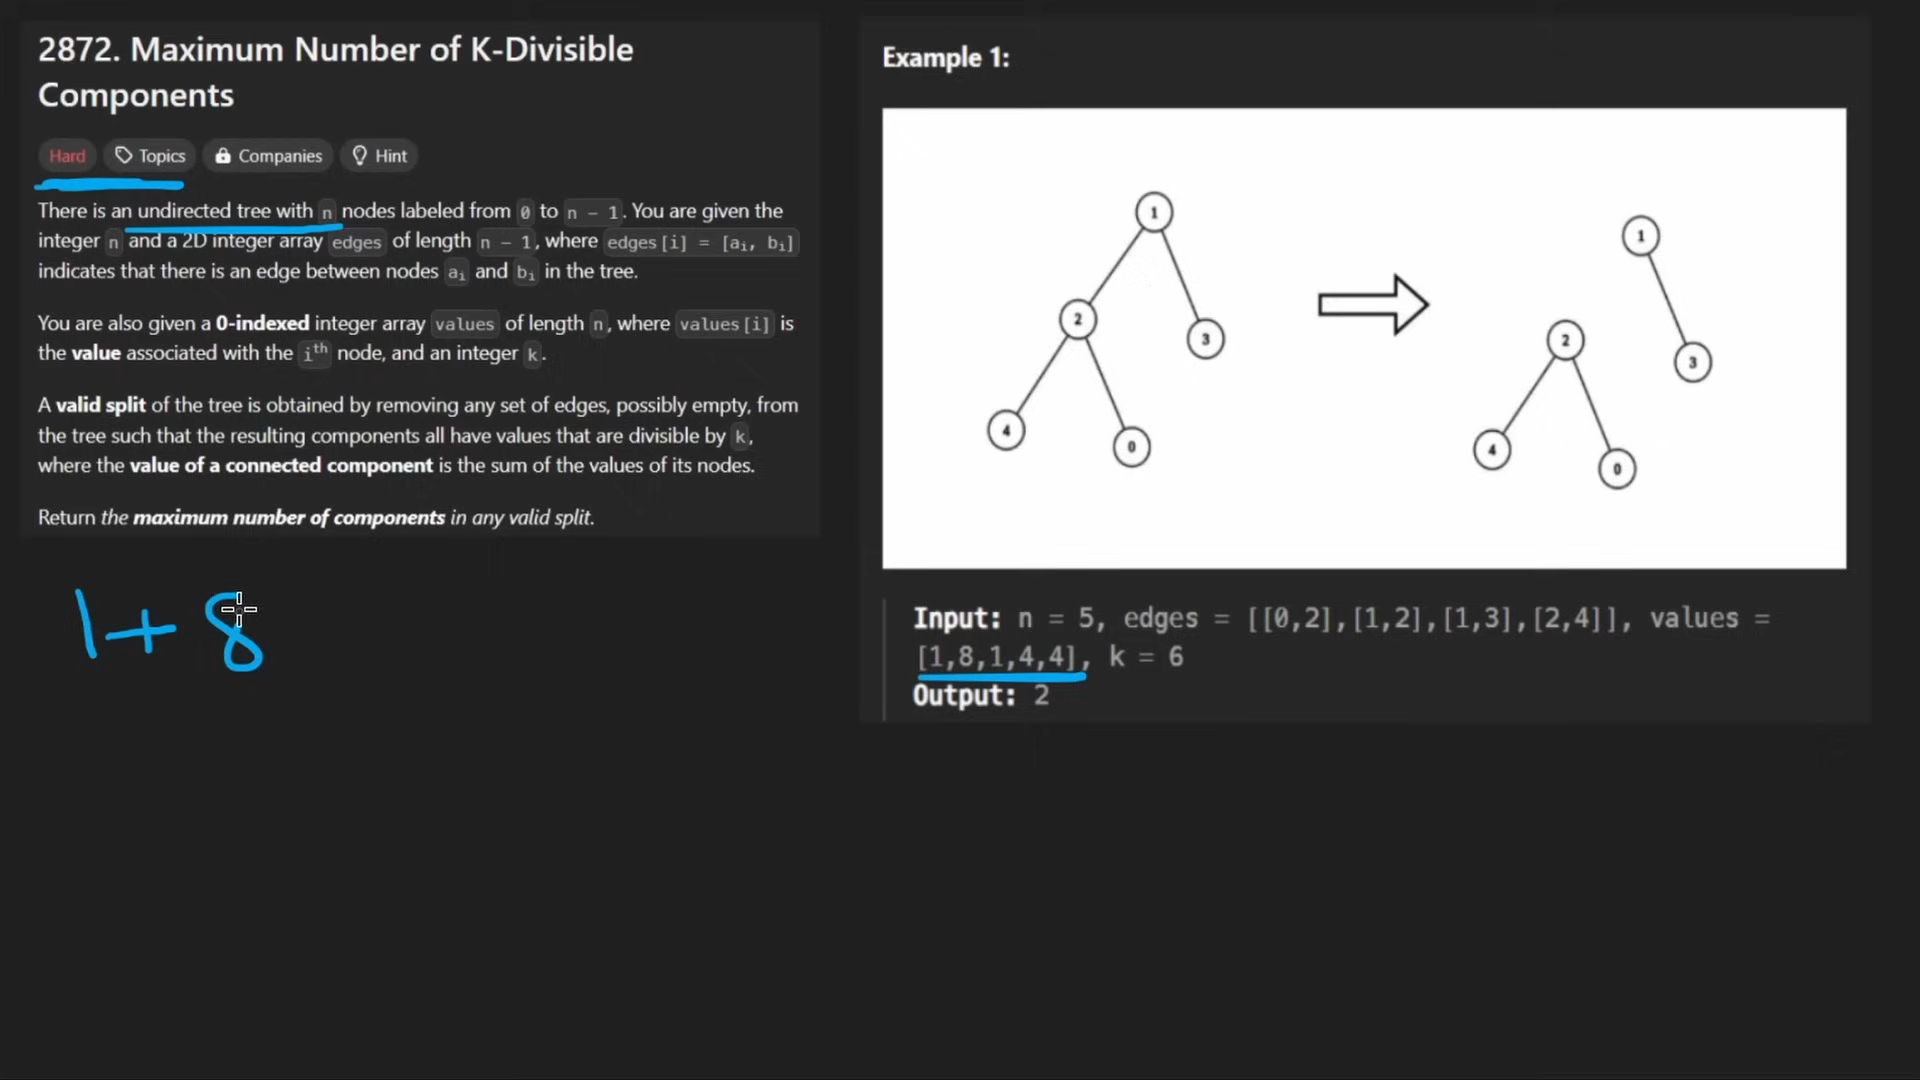 2872. Maximum Number of K-Divisible
Components
Hard Topics Companies Hint
There is an undirected tree with n nodes labeled from 0 to n - 1. You are given the
integer n and a 2D integer array edges of length n - 1, where edges[i] = [aᵢ, bᵢ]
indicates that there is an edge between nodes aᵢ and bᵢ in the tree.
You are also given a 0-indexed integer array values of length n, where values[i] is
the value associated with the iᵗʰ node, and an integer k.
A valid split of the tree is obtained by removing any set of edges, possibly empty, from
the tree such that the resulting components all have values that are divisible by k,
where the value of a connected component is the sum of the values of its nodes.
Return the maximum number of components in any valid split.
1+8
Example 1:
1
2
3
4
0
1
2
3
4
0
Input: n = 5, edges = [[0,2],[1,2],[1,3],[2,4]], values =
[1,8,1,4,4], k = 6
Output: 2